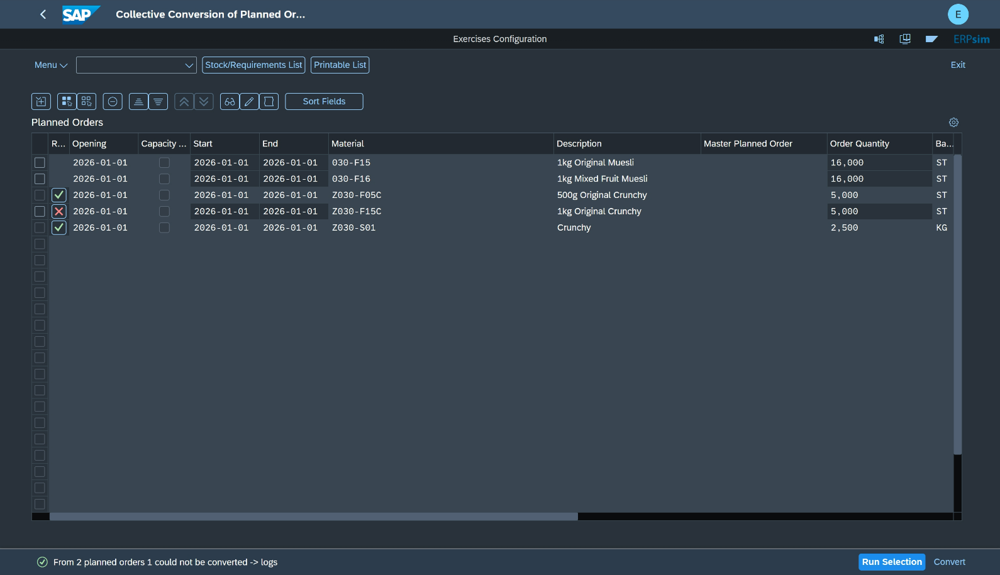 SAP Collective Conversion of Planned Or... E
Exercises Configuration ERPsim
Menu Stock/Requirements List Printable List Exit
Sort Fields
Planned Orders
R... Opening Capacity ... Start End Material Description Master Planned Order Order Quantity Ba...
2026-01-01 2026-01-01 2026-01-01 030-F15 1kg Original Muesli 16,000 ST
2026-01-01 2026-01-01 2026-01-01 030-F16 1kg Mixed Fruit Muesli 16,000 ST
2026-01-01 2026-01-01 2026-01-01 Z030-F05C 500g Original Crunchy 5,000 ST
2026-01-01 2026-01-01 2026-01-01 Z030-F15C 1kg Original Crunchy 5,000 ST
2026-01-01 2026-01-01 2026-01-01 Z030-S01 Crunchy 2,500 KG
From 2 planned orders 1 could not be converted -> logs Run Selection Convert